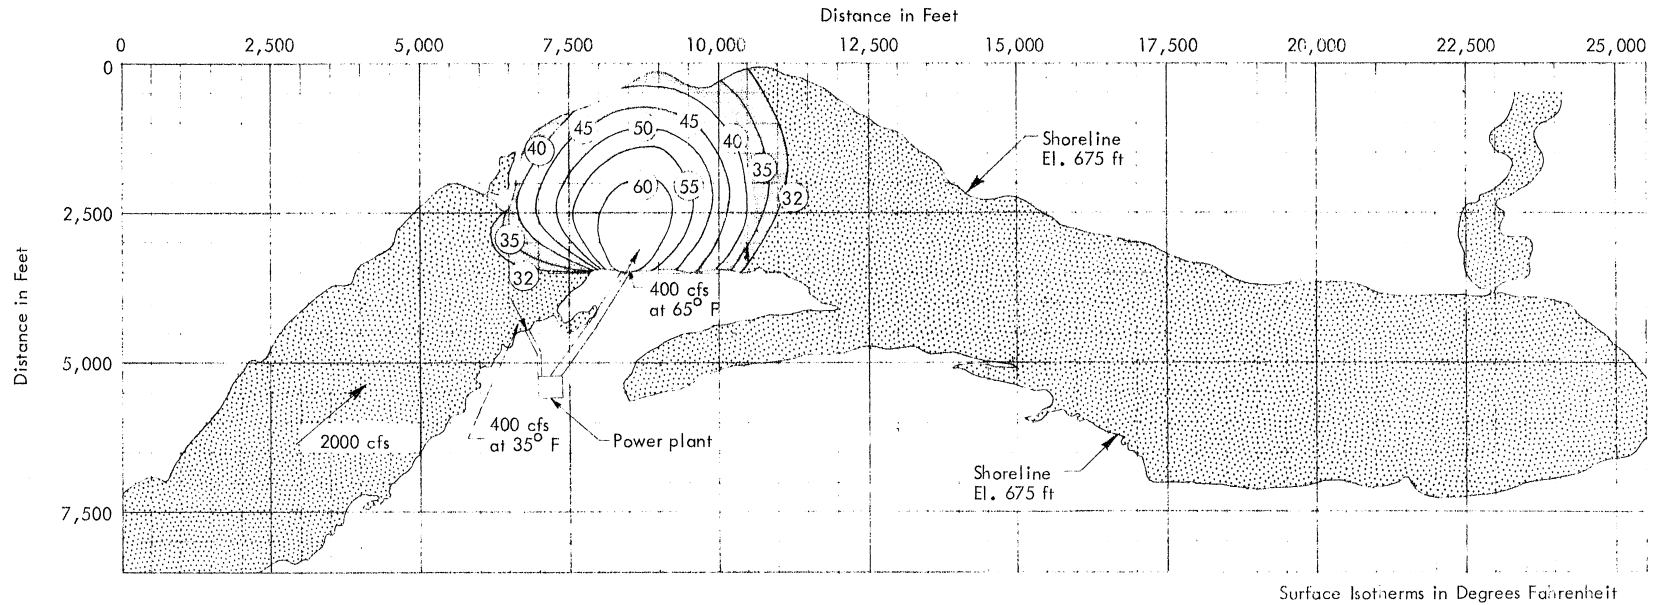 Distance in Feet
0 2,500 5,000 7,500 10,000 12,500 15,000 17,500 20,000 22,500 25,000
0
2,500
5,000
7,500
Distance in Feet
45 50 45
40 40
35
60 55
32
35
32
Shoreline
El. 675 ft
400 cfs
at 65° F
2000 cfs
400 cfs
at 35° F
Power plant
Shoreline
El. 675 ft
Surface Isotherms in Degrees Fahrenheit